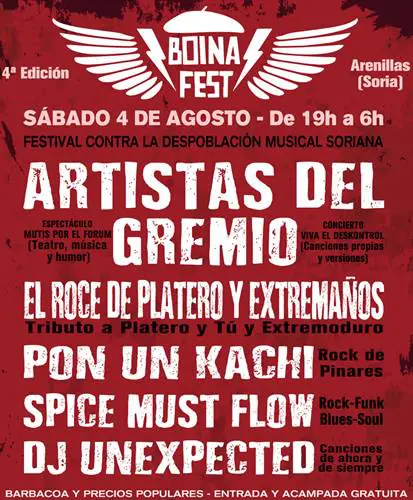 BOINA
FEST
4ª Edición
Arenillas
(Soria)
SÁBADO 4 DE AGOSTO - De 19h a 6h
FESTIVAL CONTRA LA DESPOBLACIÓN MUSICAL SORIANA
ARTISTAS DEL
GREMIO
ESPECTÁCULO
MUTIS POR EL FORUM
(Teatro, música
y humor)
CONCIERTO
VIVA EL DESKONTROL
(Canciones propias
y versiones)
EL ROCE DE PLATERO Y EXTREMAÑOS
Tributo a Platero y Tú y Extremoduro
PON UN KACHI
Rock de
Pinares
SPICE MUST FLOW
Rock-Funk
Blues-Soul
DJ UNEXPECTED
Canciones
de ahora y
de siempre
BARBACOA Y PRECIOS POPULARES - ENTRADA Y ACAMPADA GRATUITA